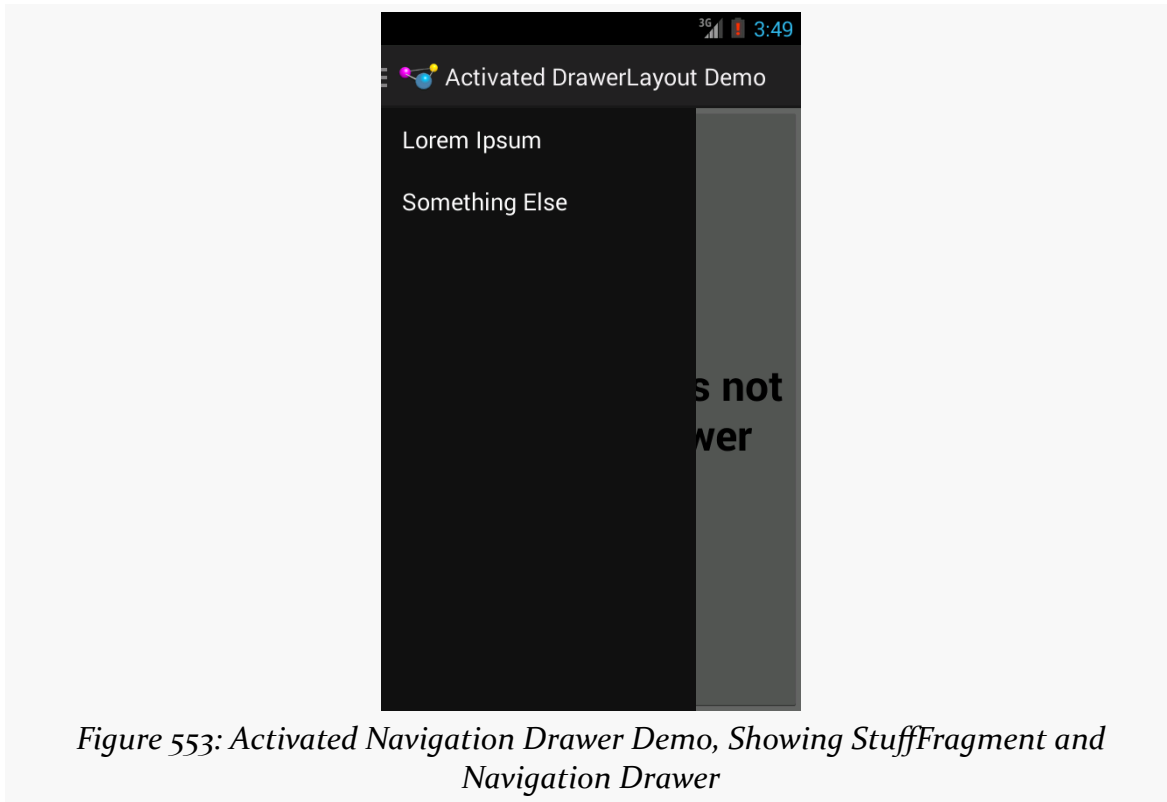 3G 3:49
Activated DrawerLayout Demo
Lorem Ipsum
Something Else
s not
wer
Figure 553: Activated Navigation Drawer Demo, Showing StuffFragment and
Navigation Drawer